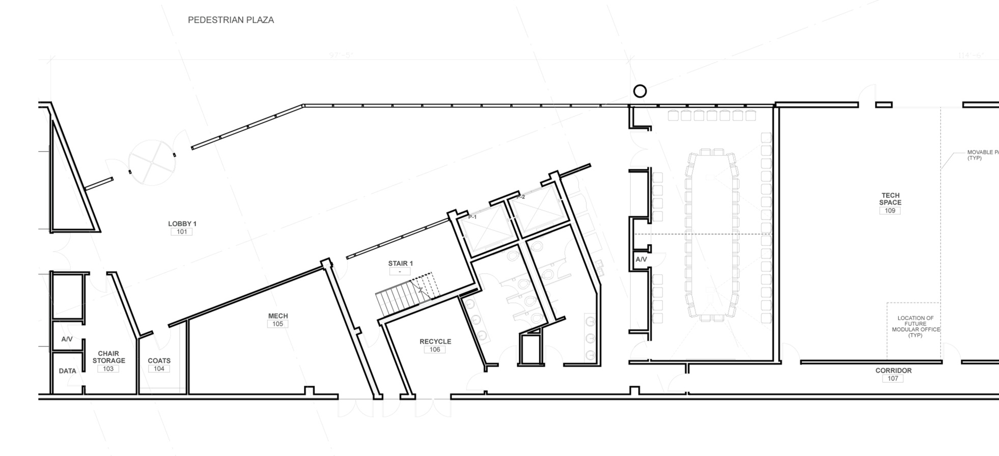 PEDESTRIAN PLAZA
97'-5"
114'-6"
MOVABLE PA
(TYP)
P-2
P-1
TECH
SPACE
109
LOBBY 1
101
STAIR 1
-
A/V
MECH
105
LOCATION OF
FUTURE
MODULAR OFFICE
(TYP)
A/V
RECYCLE
106
CHAIR
STORAGE
103
COATS
104
DATA
CORRIDOR
107